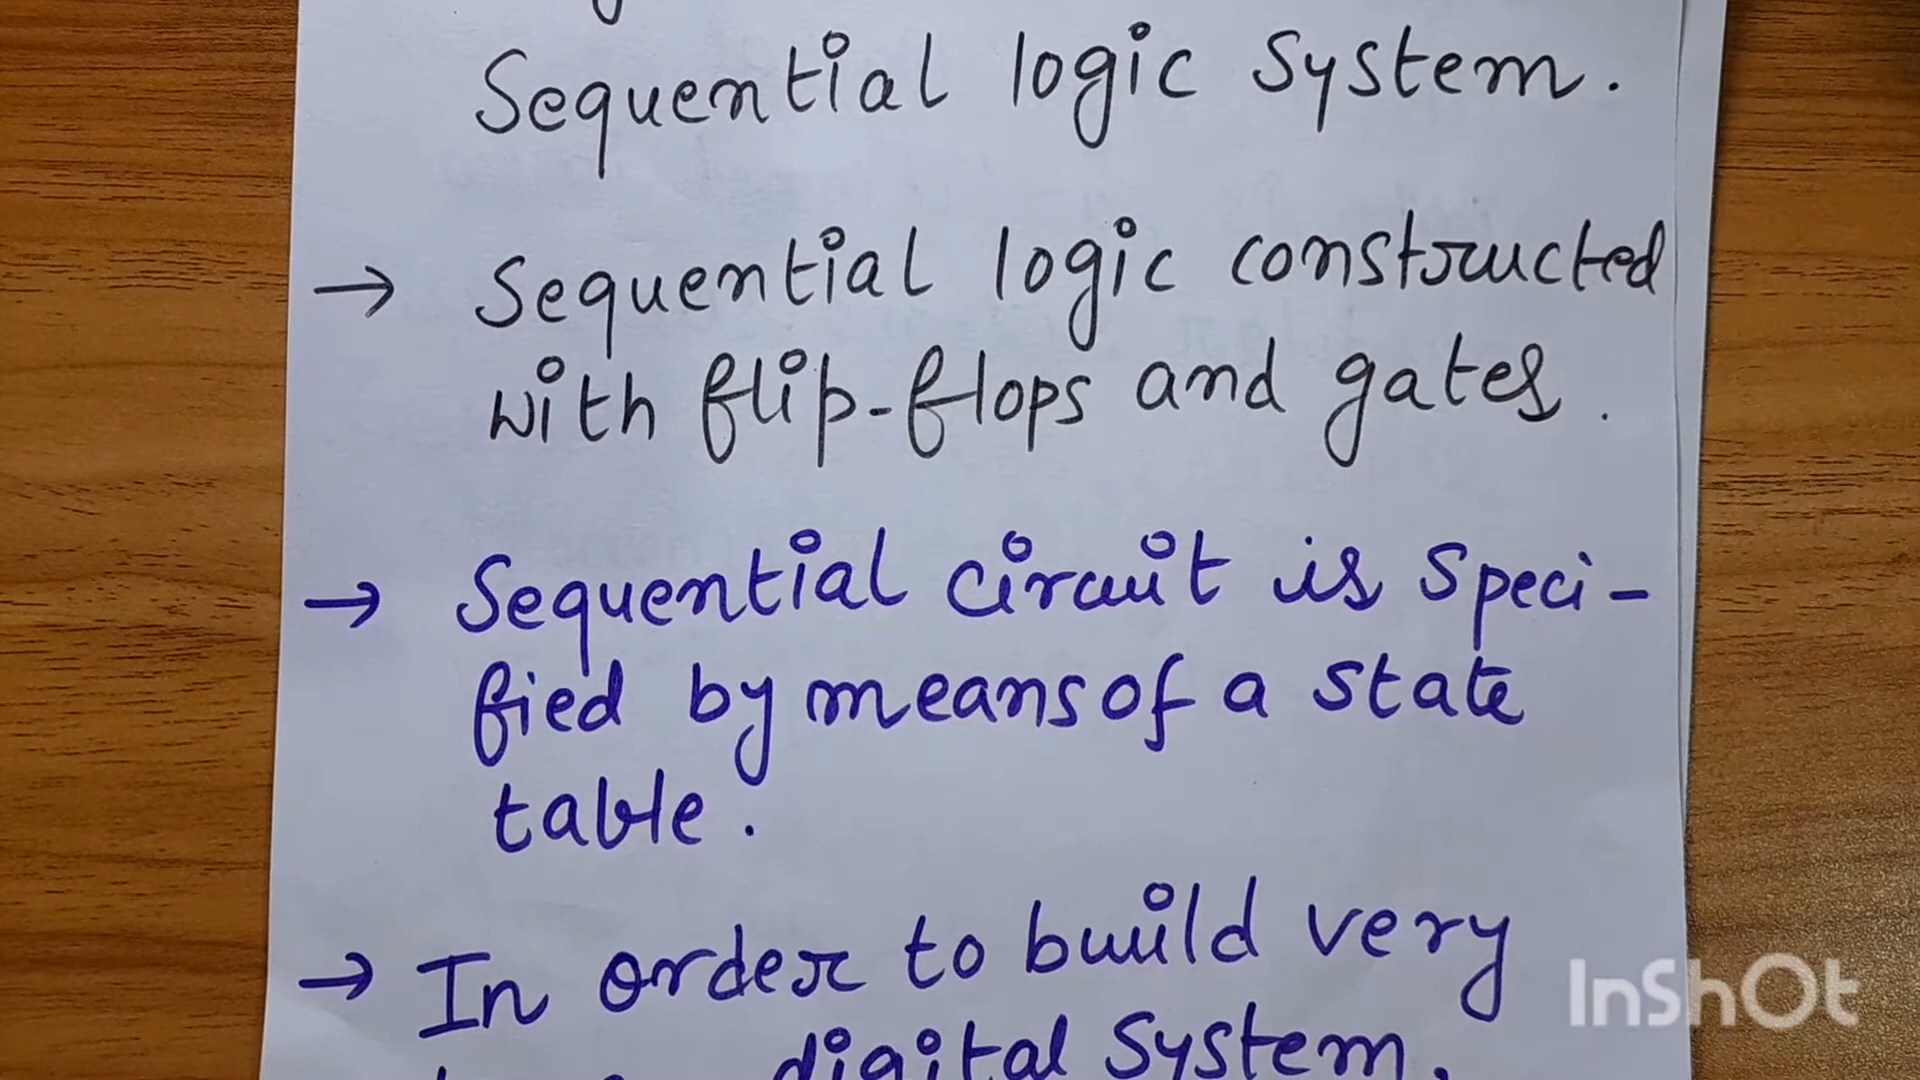 Sequential logic System.
→ Sequential logic constructed
with flip-flops and gates.
→ Sequential circuit is speci-
fied by means of a state
table.
→ In order to build very
digital System,
InShOt